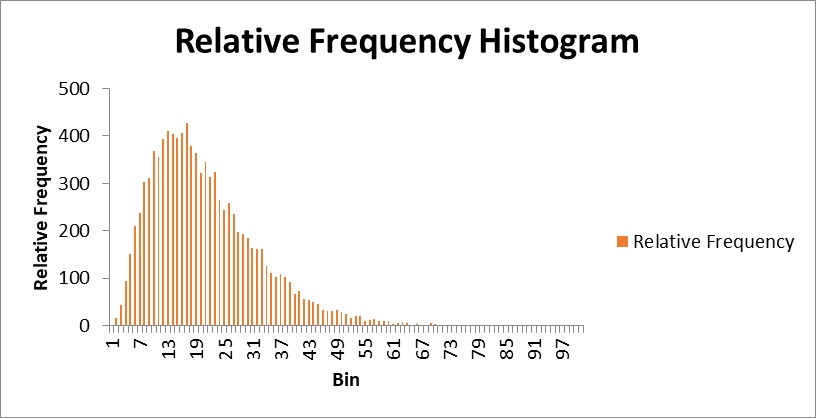 Relative Frequency Histogram
500
400
300
200
100
0
Relative Frequency
1 7 13 19 25 31 37 43 49 55 61 67 73 79 85 91 97
Bin
Relative Frequency